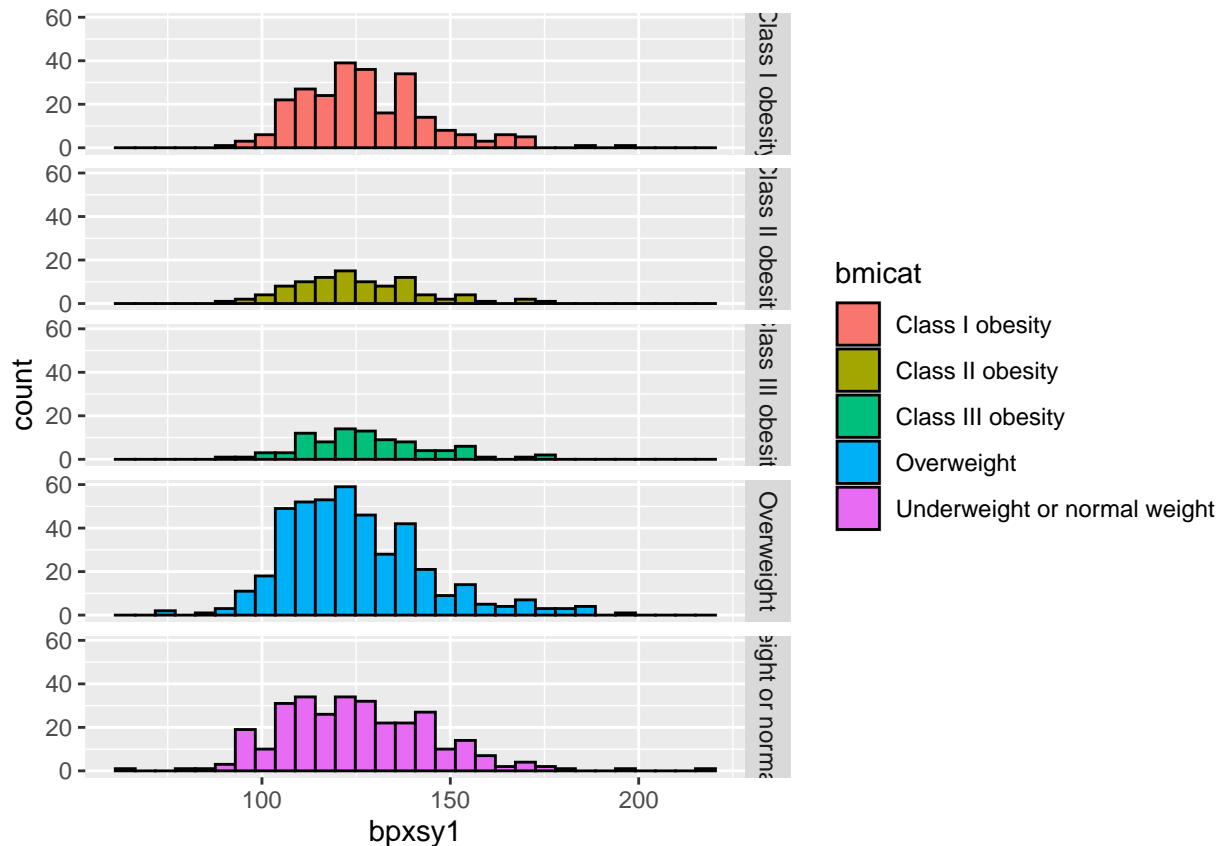 count
60
40
20
0
Class I obesity
60
40
20
0
Class II obesit
60
40
20
0
Class III obesit
60
40
20
0
Overweight
60
40
20
0
eight or norma
100
150
200
bpxsy1
bmicat
Class I obesity
Class II obesity
Class III obesity
Overweight
Underweight or normal weight